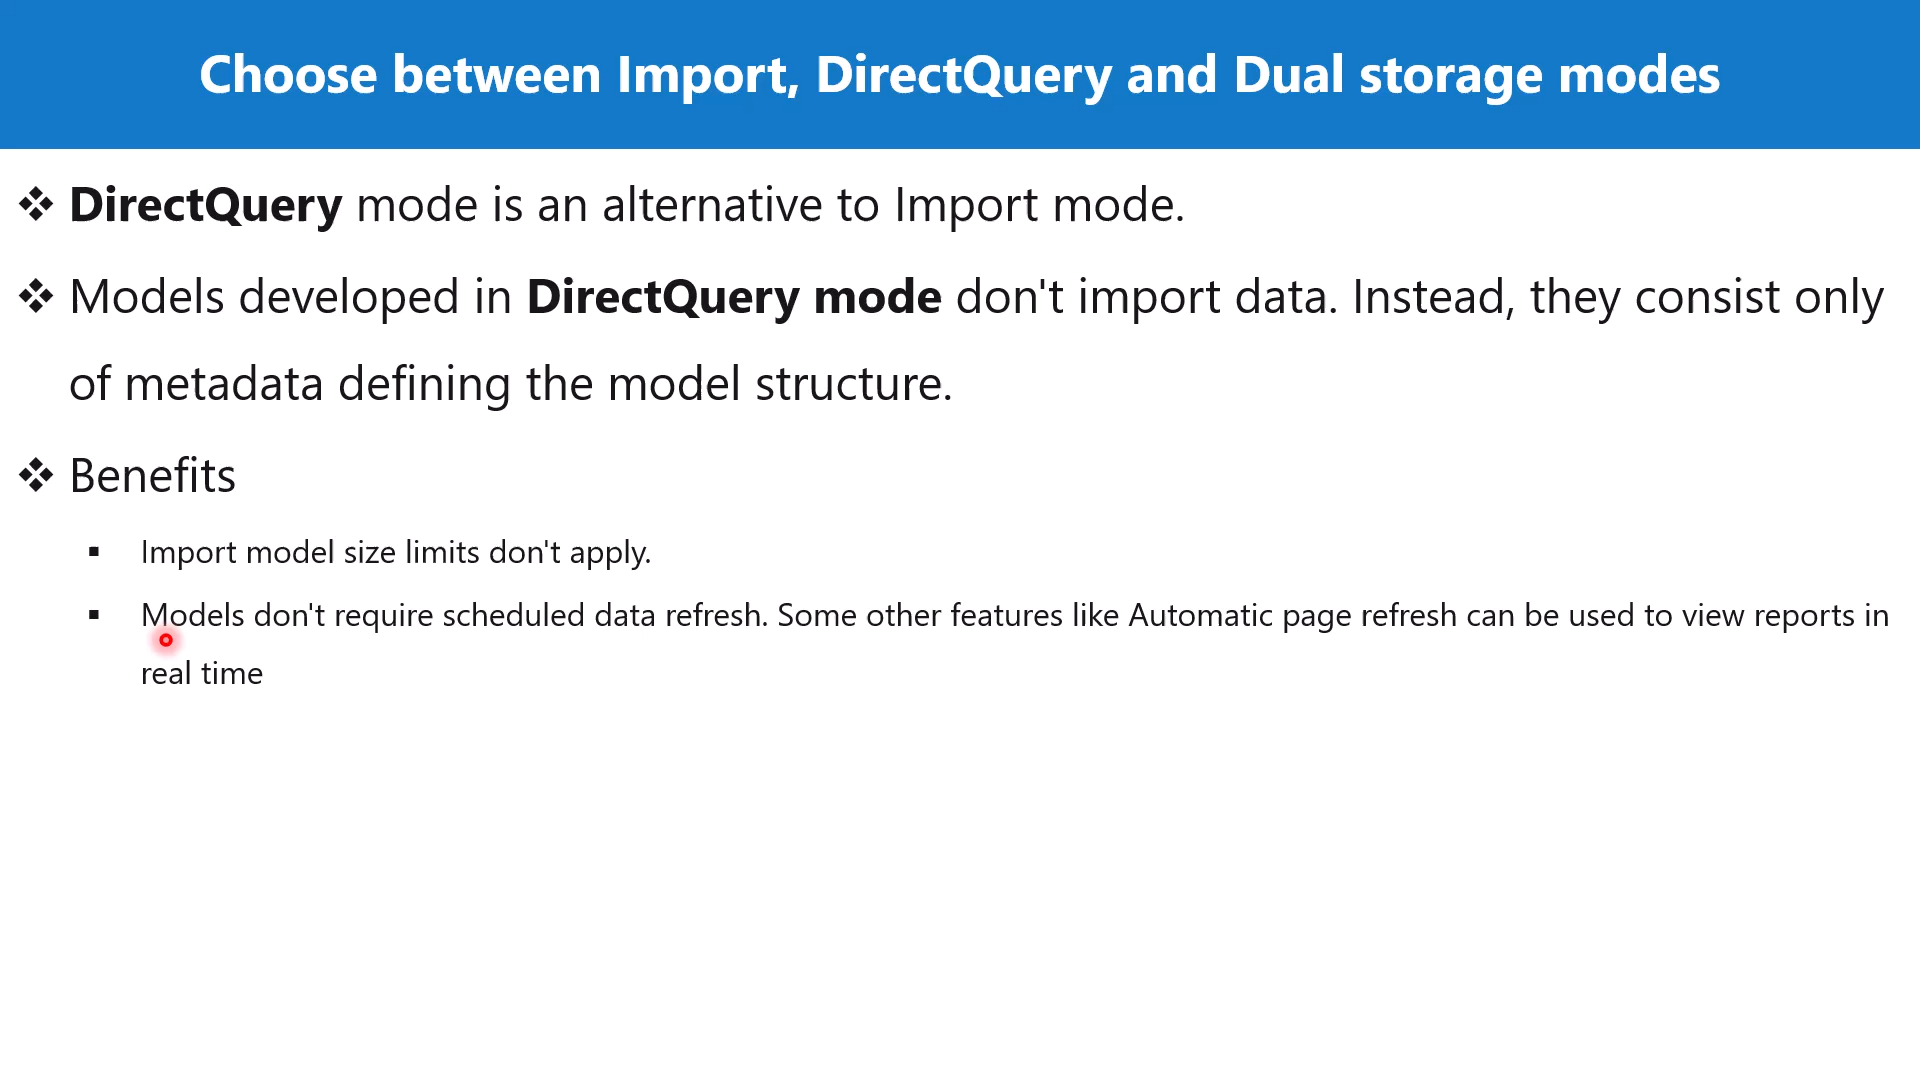 Choose between Import, DirectQuery and Dual storage modes
❖ DirectQuery mode is an alternative to Import mode.
❖ Models developed in DirectQuery mode don't import data. Instead, they consist only
of metadata defining the model structure.
❖ Benefits
▪ Import model size limits don't apply.
▪ Models don't require scheduled data refresh. Some other features like Automatic page refresh can be used to view reports in
real time